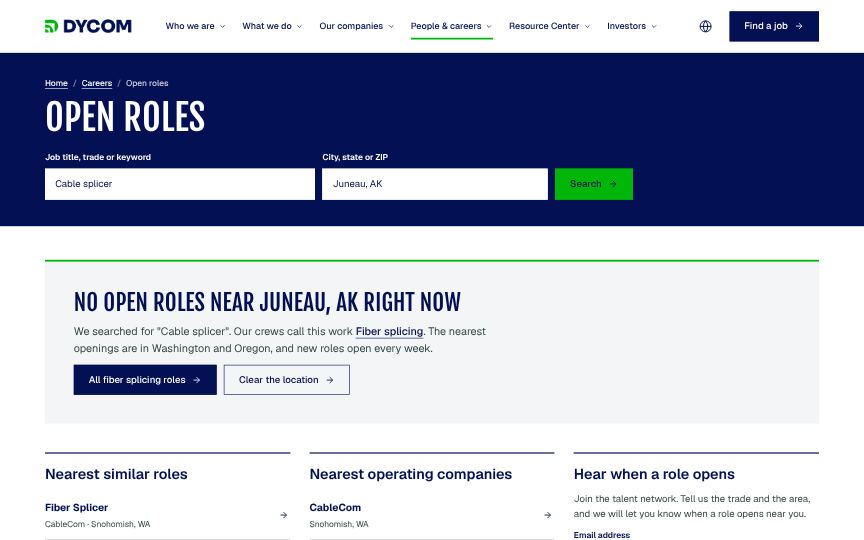 DYCOM
Who we are
What we do
Our companies
People & careers
Resource Center
Investors
Find a job
Home / Careers / Open roles
OPEN ROLES
Job title, trade or keyword
City, state or ZIP
Cable splicer
Juneau, AK
Search
NO OPEN ROLES NEAR JUNEAU, AK RIGHT NOW
We searched for "Cable splicer". Our crews call this work Fiber splicing. The nearest
openings are in Washington and Oregon, and new roles open every week.
All fiber splicing roles
Clear the location
Nearest similar roles
Fiber Splicer
CableCom · Snohomish, WA
Nearest operating companies
CableCom
Snohomish, WA
Hear when a role opens
Join the talent network. Tell us the trade and the area,
and we will let you know when a role opens near you.
Email address